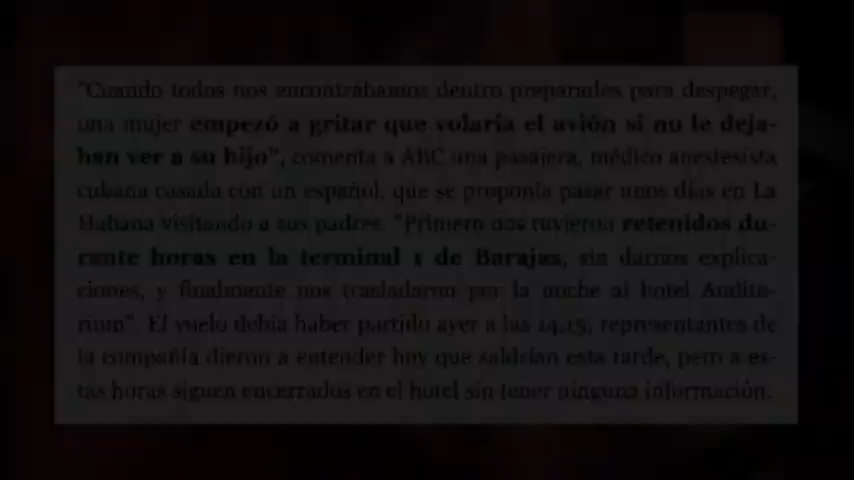 "Cuando todos nos encontrábamos dentro preparados para despegar,
una mujer empezó a gritar que volaría el avión si no le deja-
ban ver a su hijo", comenta a ABC una pasajera, médico anestesista
cubana casada con un español, que se proponía pasar unos días en La
Habana visitando a sus padres. "Primero nos tuvieron retenidos du-
rante horas en la terminal 1 de Barajas, sin darnos explica-
ciones, y finalmente nos trasladaron por la noche al hotel Audito-
rium". El vuelo debía haber partido ayer a las 14,15; representantes de
la compañía dieron a entender hoy que saldrían esta tarde, pero a es-
tas horas siguen encerrados en el hotel sin tener ninguna información.